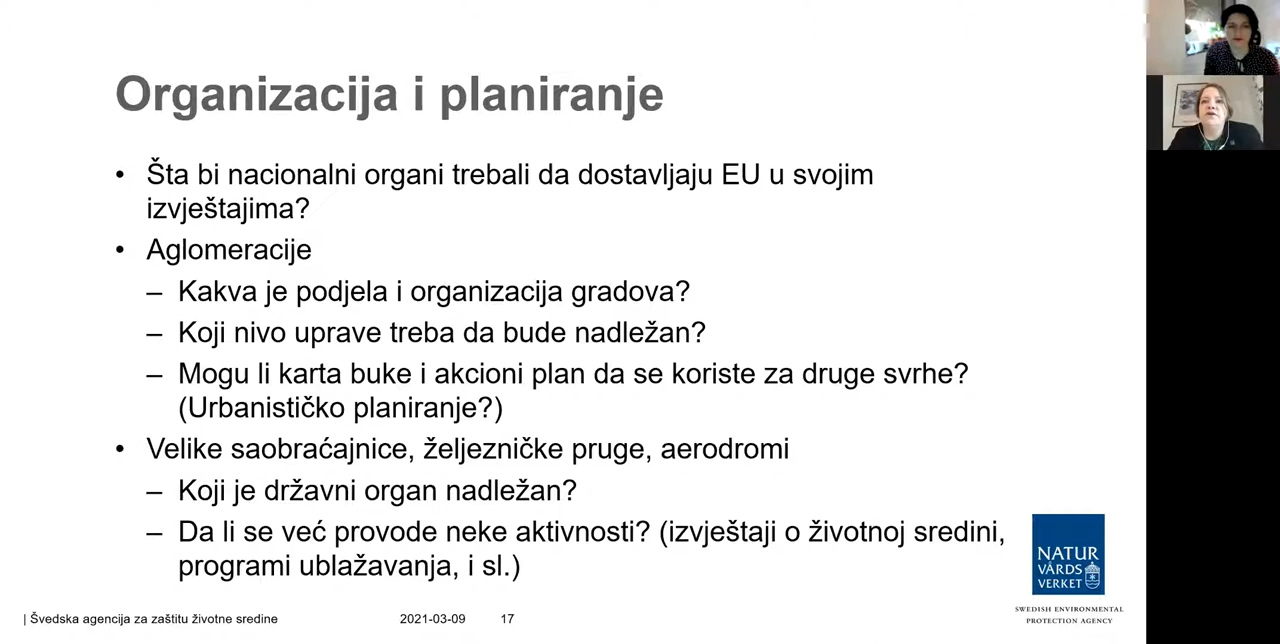 Organizacija i planiranje
• Šta bi nacionalni organi trebali da dostavljaju EU u svojim
izvještajima?
• Aglomeracije
– Kakva je podjela i organizacija gradova?
– Koji nivo uprave treba da bude nadležan?
– Mogu li karta buke i akcioni plan da se koriste za druge svrhe?
(Urbanističko planiranje?)
• Velike saobraćajnice, željezničke pruge, aerodromi
– Koji je državni organ nadležan?
– Da li se već provode neke aktivnosti? (izvještaji o životnoj sredini,
programi ublažavanja, i sl.)
NATUR
VÅRDS
VERKET
SWEDISH ENVIRONMENTAL
PROTECTION AGENCY
| Švedska agencija za zaštitu životne sredine 2021-03-09 17